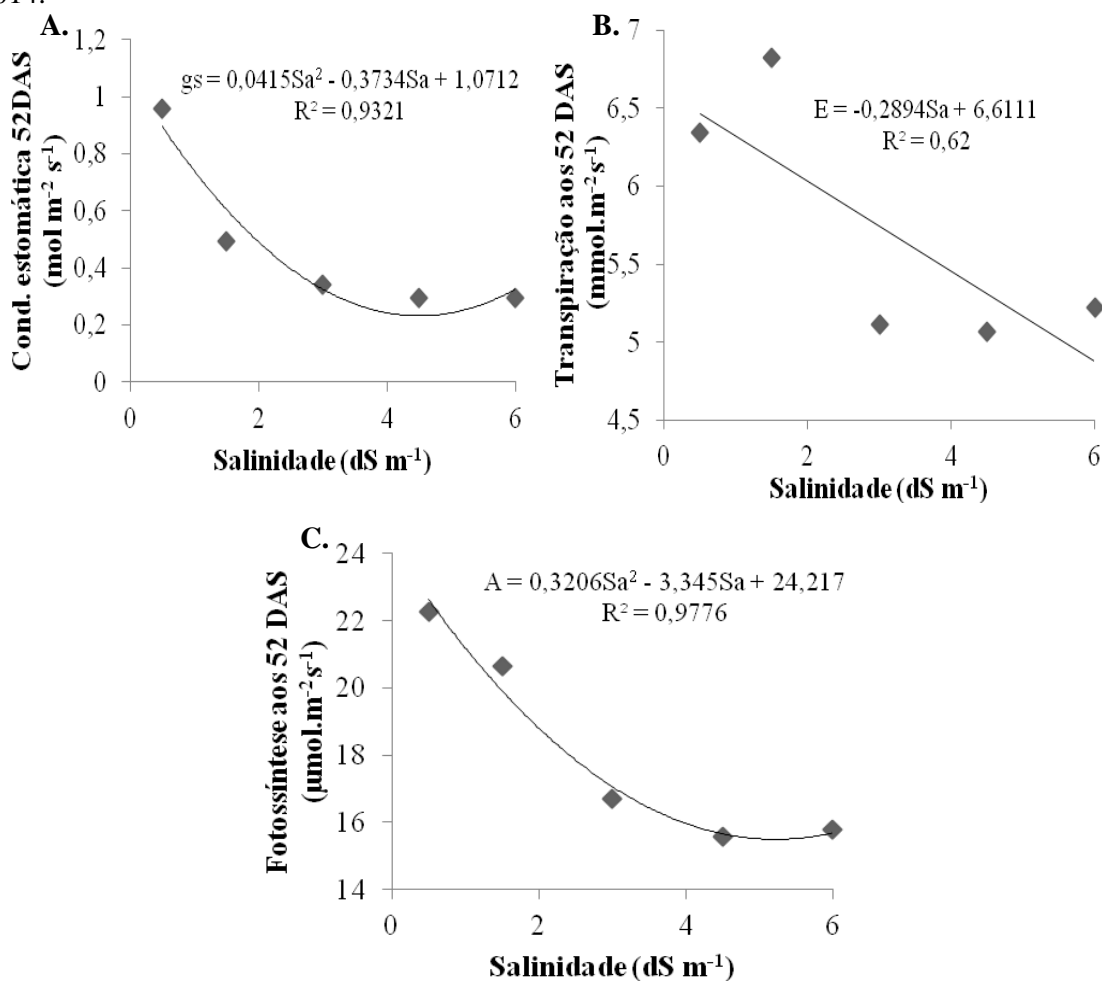 A.
Cond. estomática 52DAS
(mol m⁻² s⁻¹)
1,2
1
0,8
0,6
0,4
0,2
0
gs = 0,0415Sa² - 0,3734Sa + 1,0712
R² = 0,9321
0 2 4 6
Salinidade (dS m⁻¹)
B.
Transpiração aos 52 DAS
(mmol.m⁻²s⁻¹)
7
6,5
6
5,5
5
4,5
E = -0,2894Sa + 6,6111
R² = 0,62
0 2 4 6
Salinidade (dS m⁻¹)
C.
Fotossíntese aos 52 DAS
(µmol.m⁻²s⁻¹)
24
22
20
18
16
14
A = 0,3206Sa² - 3,345Sa + 24,217
R² = 0,9776
0 2 4 6
Salinidade (dS m⁻¹)